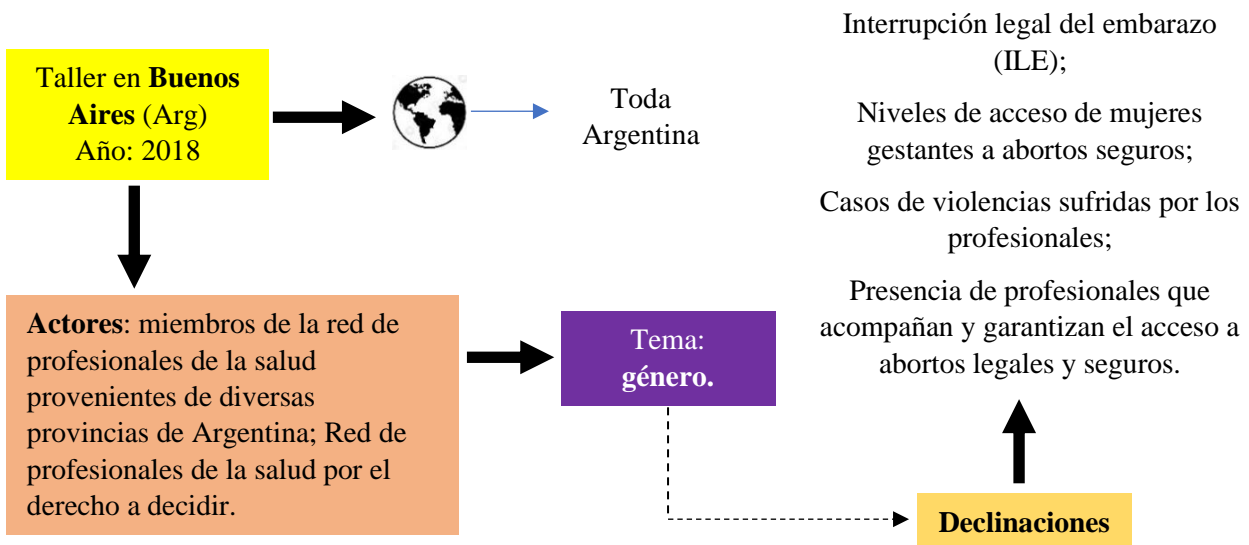 Taller en Buenos
Aires (Arg)
Año: 2018
Toda
Argentina
Actores: miembros de la red de
profesionales de la salud
provenientes de diversas
provincias de Argentina; Red de
profesionales de la salud por el
derecho a decidir.
Tema:
género.
Declinaciones
Interrupción legal del embarazo
(ILE);
Niveles de acceso de mujeres
gestantes a abortos seguros;
Casos de violencias sufridas por los
profesionales;
Presencia de profesionales que
acompañan y garantizan el acceso a
abortos legales y seguros.